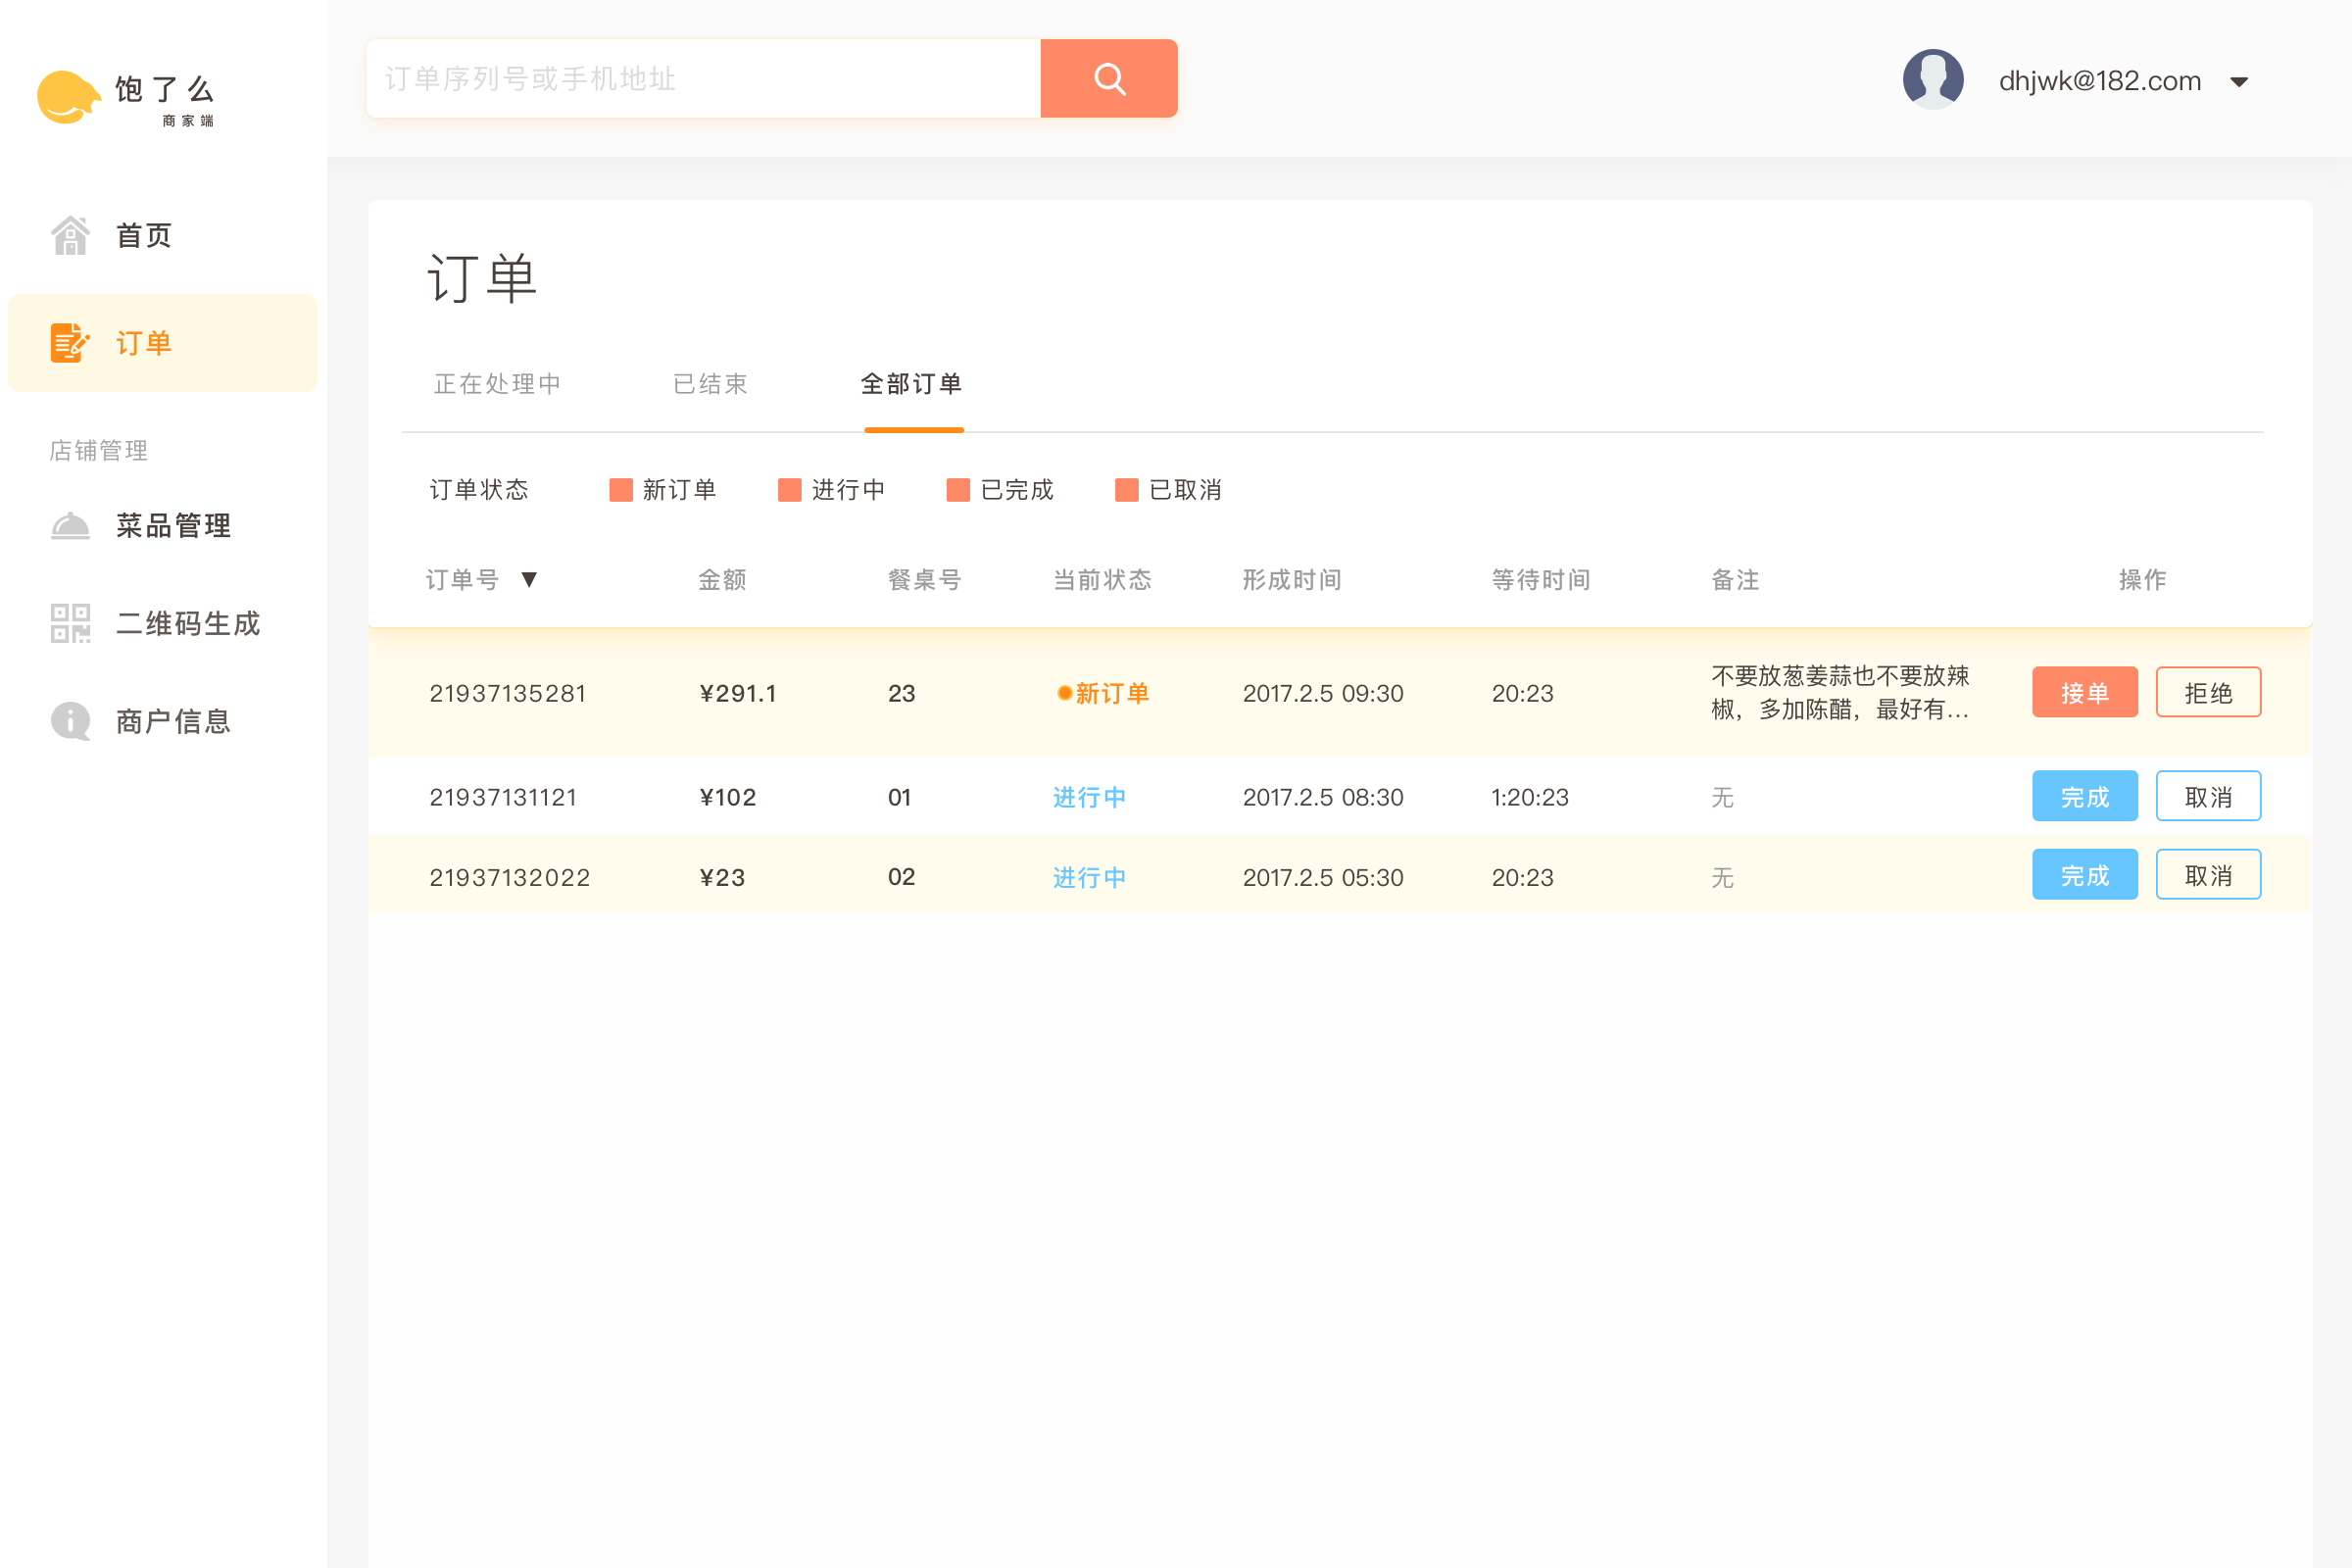 饱了么
商家端
订单序列号或手机地址
dhjwk@182.com
首页
订单
店铺管理
菜品管理
二维码生成
商户信息
订单
正在处理中 已结束 全部订单
订单状态 新订单 进行中 已完成 已取消
订单号 ▼ 金额 餐桌号 当前状态 形成时间 等待时间 备注 操作
21937135281 ¥291.1 23 新订单 2017.2.5 09:30 20:23 不要放葱姜蒜也不要放辣
椒，多加陈醋，最好有... 接单 拒绝
21937131121 ¥102 01 进行中 2017.2.5 08:30 1:20:23 无 完成 取消
21937132022 ¥23 02 进行中 2017.2.5 05:30 20:23 无 完成 取消